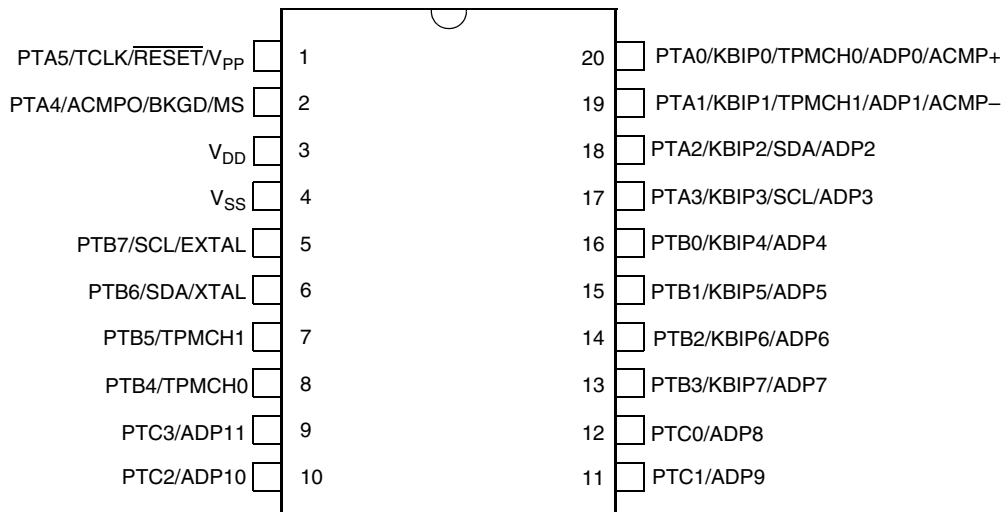 PTA5/TCLK/RESET/VPP 1 20 PTA0/KBIP0/TPMCH0/ADP0/ACMP+
PTA4/ACMPO/BKGD/MS 2 19 PTA1/KBIP1/TPMCH1/ADP1/ACMP–
VDD 3 18 PTA2/KBIP2/SDA/ADP2
VSS 4 17 PTA3/KBIP3/SCL/ADP3
PTB7/SCL/EXTAL 5 16 PTB0/KBIP4/ADP4
PTB6/SDA/XTAL 6 15 PTB1/KBIP5/ADP5
PTB5/TPMCH1 7 14 PTB2/KBIP6/ADP6
PTB4/TPMCH0 8 13 PTB3/KBIP7/ADP7
PTC3/ADP11 9 12 PTC0/ADP8
PTC2/ADP10 10 11 PTC1/ADP9